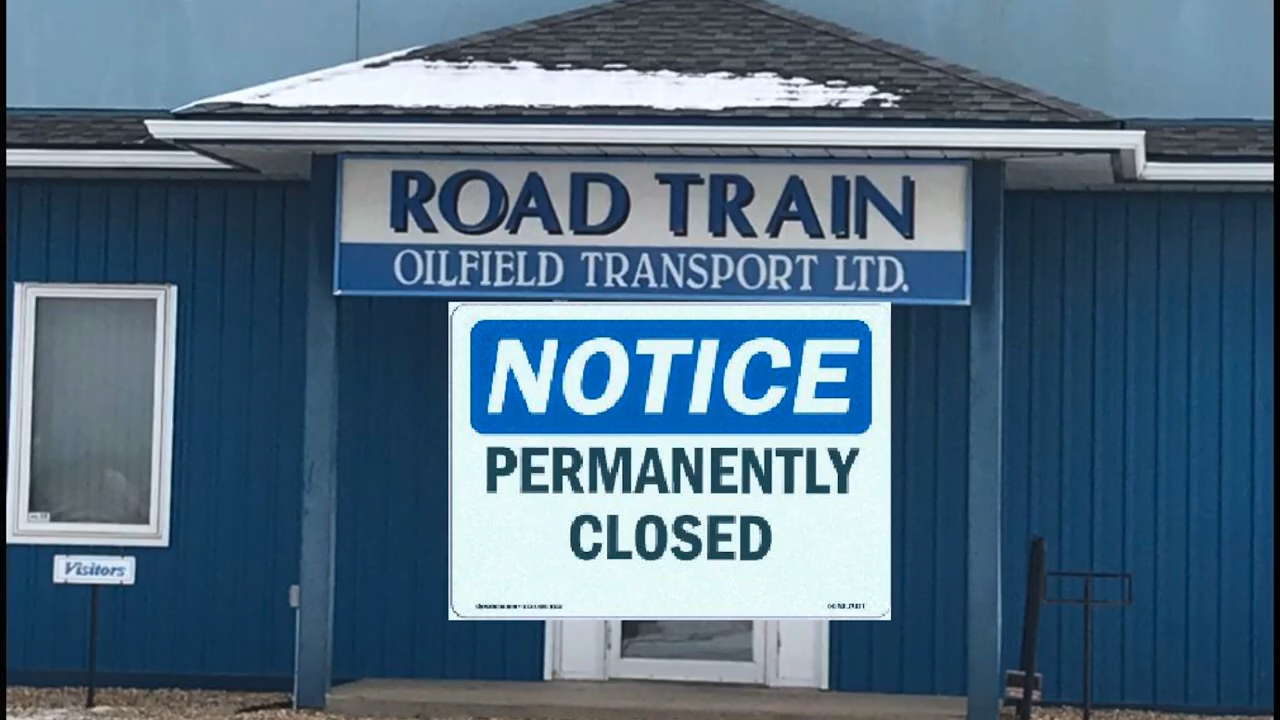 ROAD TRAIN
OILFIELD TRANSPORT LTD.
NOTICE
PERMANENTLY
CLOSED
Visitors